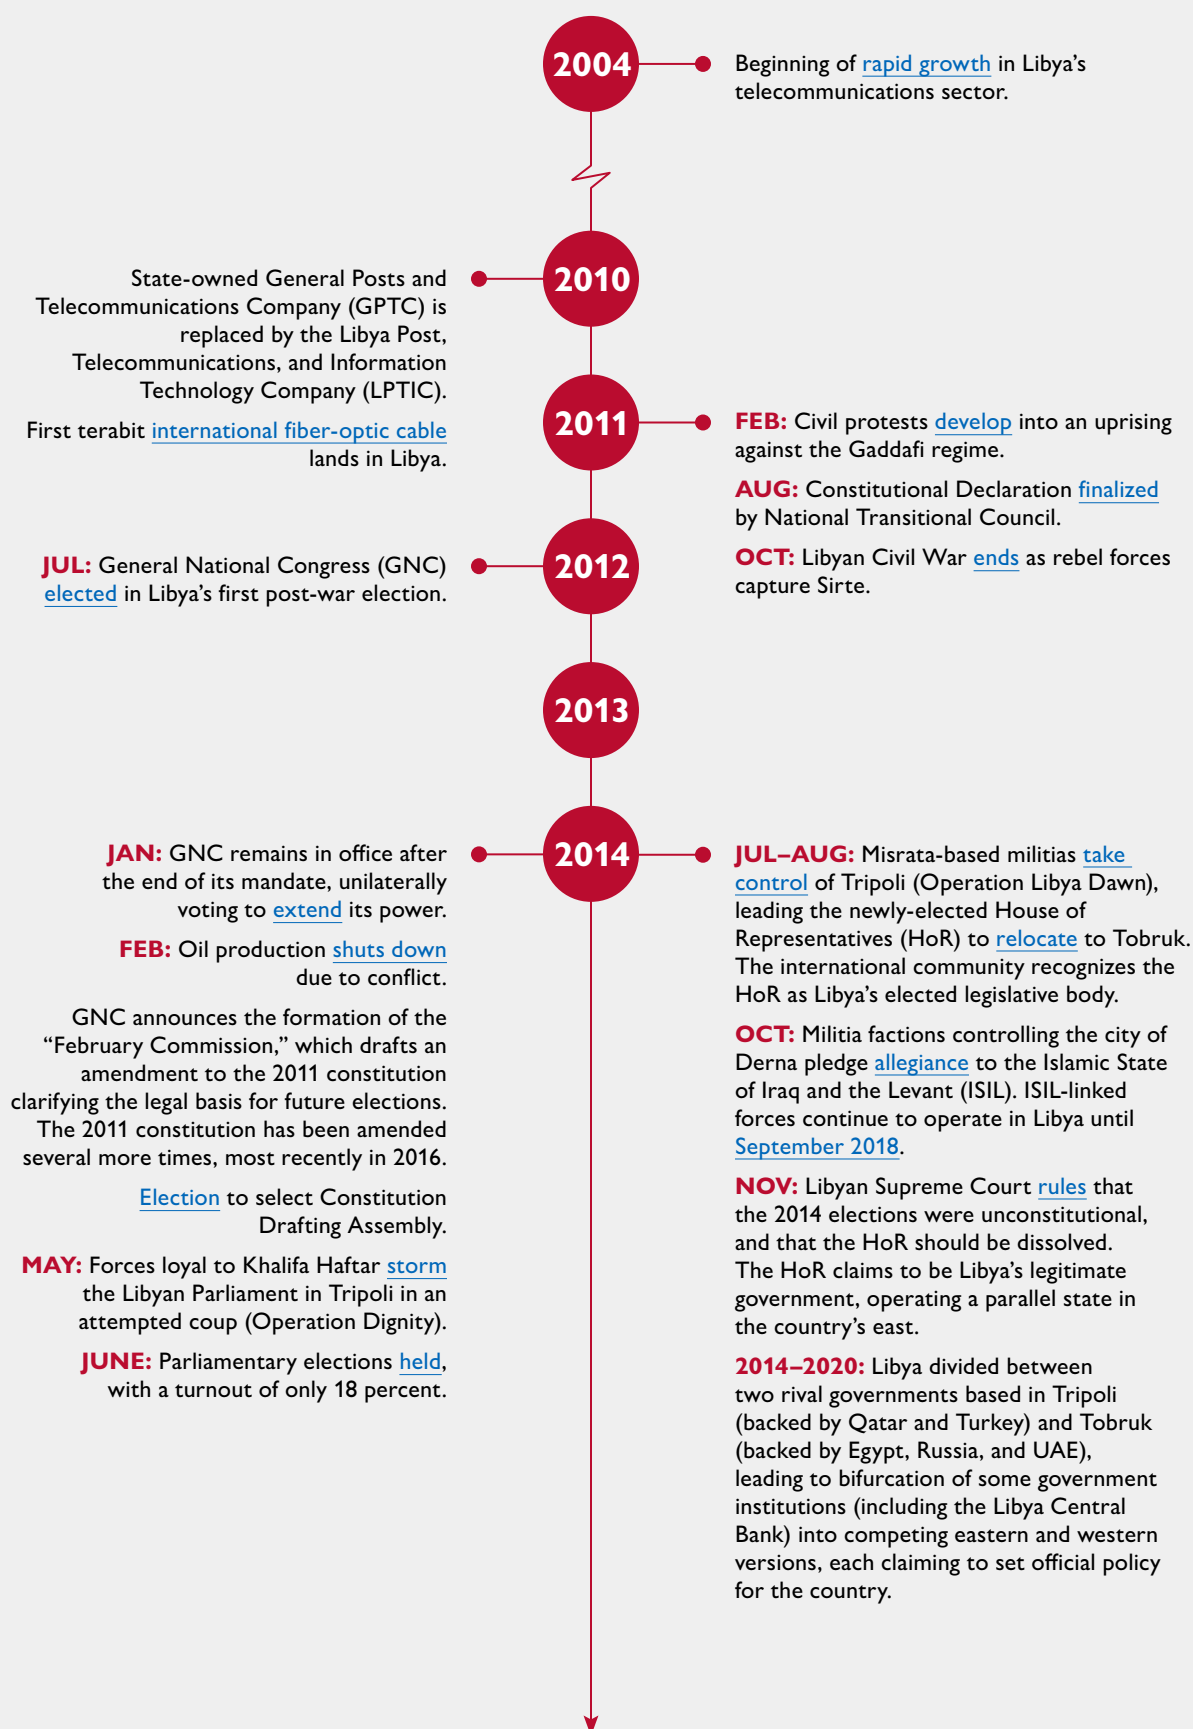 2004
Beginning of rapid growth in Libya’s
telecommunications sector.
2010
State-owned General Posts and
Telecommunications Company (GPTC) is
replaced by the Libya Post,
Telecommunications, and Information
Technology Company (LPTIC).
First terabit international fiber-optic cable
lands in Libya.
2011
FEB: Civil protests develop into an uprising
against the Gaddafi regime.
AUG: Constitutional Declaration finalized
by National Transitional Council.
OCT: Libyan Civil War ends as rebel forces
capture Sirte.
2012
JUL: General National Congress (GNC)
elected in Libya’s first post-war election.
2013
2014
JAN: GNC remains in office after
the end of its mandate, unilaterally
voting to extend its power.
FEB: Oil production shuts down
due to conflict.
GNC announces the formation of the
“February Commission,” which drafts an
amendment to the 2011 constitution
clarifying the legal basis for future elections.
The 2011 constitution has been amended
several more times, most recently in 2016.
Election to select Constitution
Drafting Assembly.
MAY: Forces loyal to Khalifa Haftar storm
the Libyan Parliament in Tripoli in an
attempted coup (Operation Dignity).
JUNE: Parliamentary elections held,
with a turnout of only 18 percent.
JUL–AUG: Misrata-based militias take
control of Tripoli (Operation Libya Dawn),
leading the newly-elected House of
Representatives (HoR) to relocate to Tobruk.
The international community recognizes the
HoR as Libya’s elected legislative body.
OCT: Militia factions controlling the city of
Derna pledge allegiance to the Islamic State
of Iraq and the Levant (ISIL). ISIL-linked
forces continue to operate in Libya until
September 2018.
NOV: Libyan Supreme Court rules that
the 2014 elections were unconstitutional,
and that the HoR should be dissolved.
The HoR claims to be Libya’s legitimate
government, operating a parallel state in
the country’s east.
2014–2020: Libya divided between
two rival governments based in Tripoli
(backed by Qatar and Turkey) and Tobruk
(backed by Egypt, Russia, and UAE),
leading to bifurcation of some government
institutions (including the Libya Central
Bank) into competing eastern and western
versions, each claiming to set official policy
for the country.